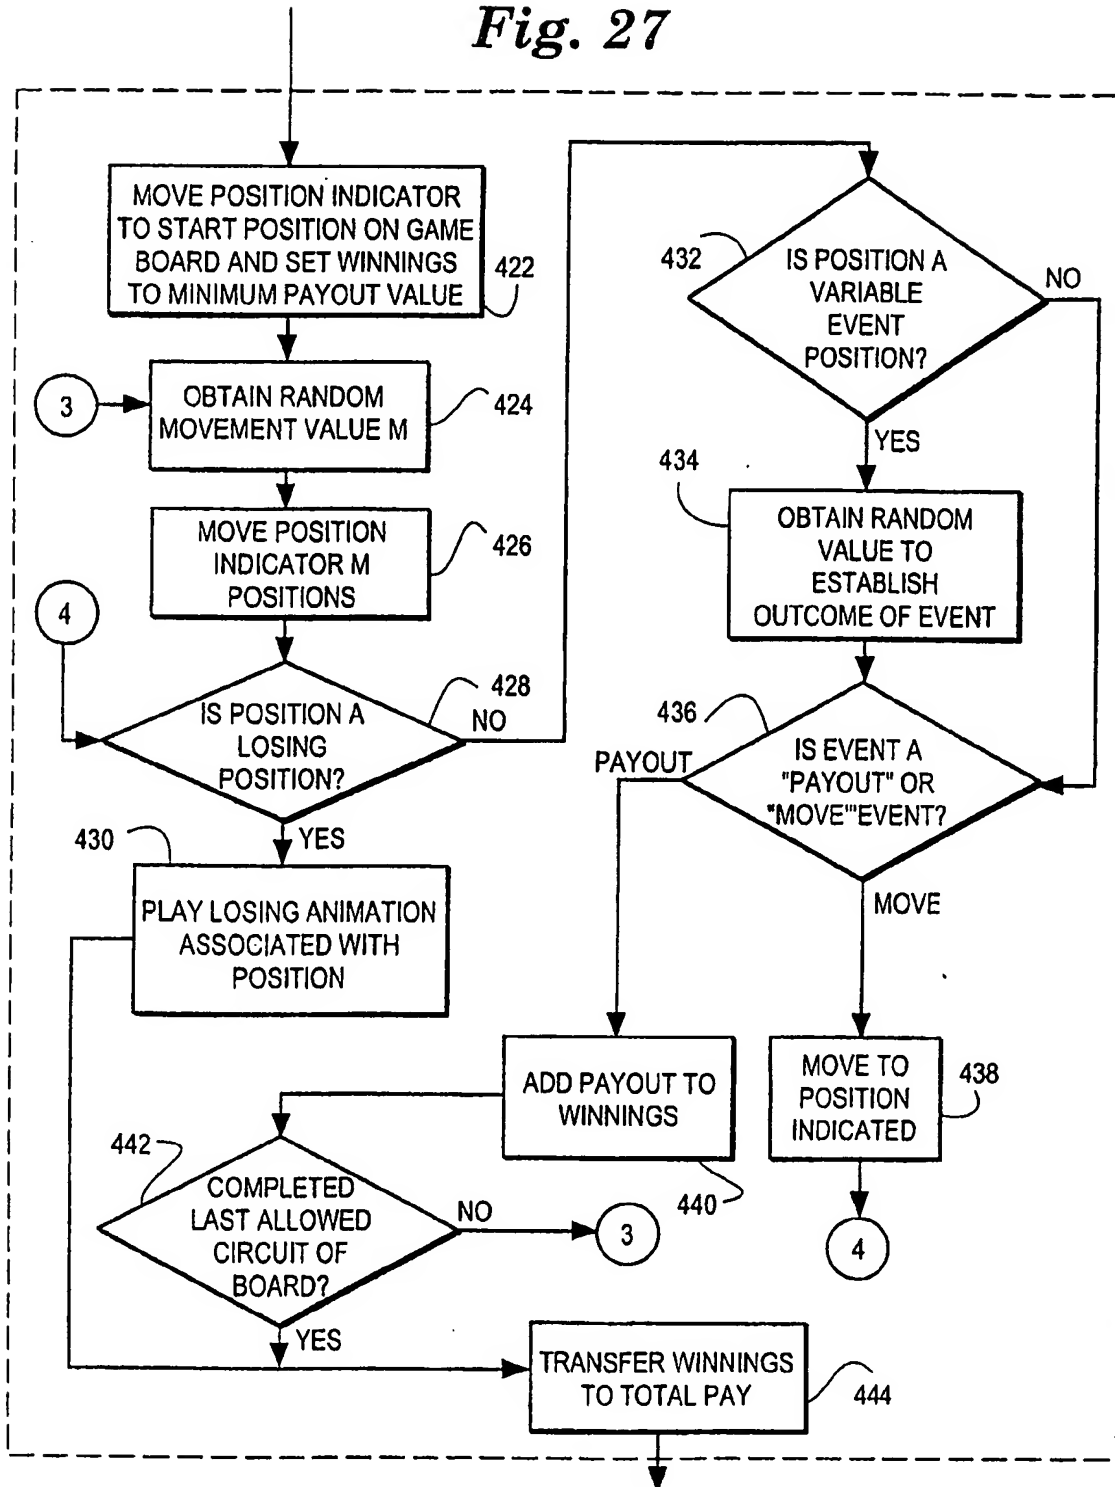 Fig. 27
MOVE POSITION INDICATOR
TO START POSITION ON GAME
BOARD AND SET WINNINGS
TO MINIMUM PAYOUT VALUE
422
3
OBTAIN RANDOM
MOVEMENT VALUE M
424
MOVE POSITION
INDICATOR M
POSITIONS
426
4
IS POSITION A
LOSING
POSITION?
428
NO
YES
430
PLAY LOSING ANIMATION
ASSOCIATED WITH
POSITION
432
IS POSITION A
VARIABLE
EVENT
POSITION?
NO
YES
434
OBTAIN RANDOM
VALUE TO
ESTABLISH
OUTCOME OF EVENT
436
IS EVENT A
"PAYOUT" OR
"MOVE'"EVENT?
PAYOUT
MOVE
MOVE TO
POSITION
INDICATED
438
4
ADD PAYOUT TO
WINNINGS
440
442
COMPLETED
LAST ALLOWED
CIRCUIT OF
BOARD?
NO
3
YES
TRANSFER WINNINGS
TO TOTAL PAY
444